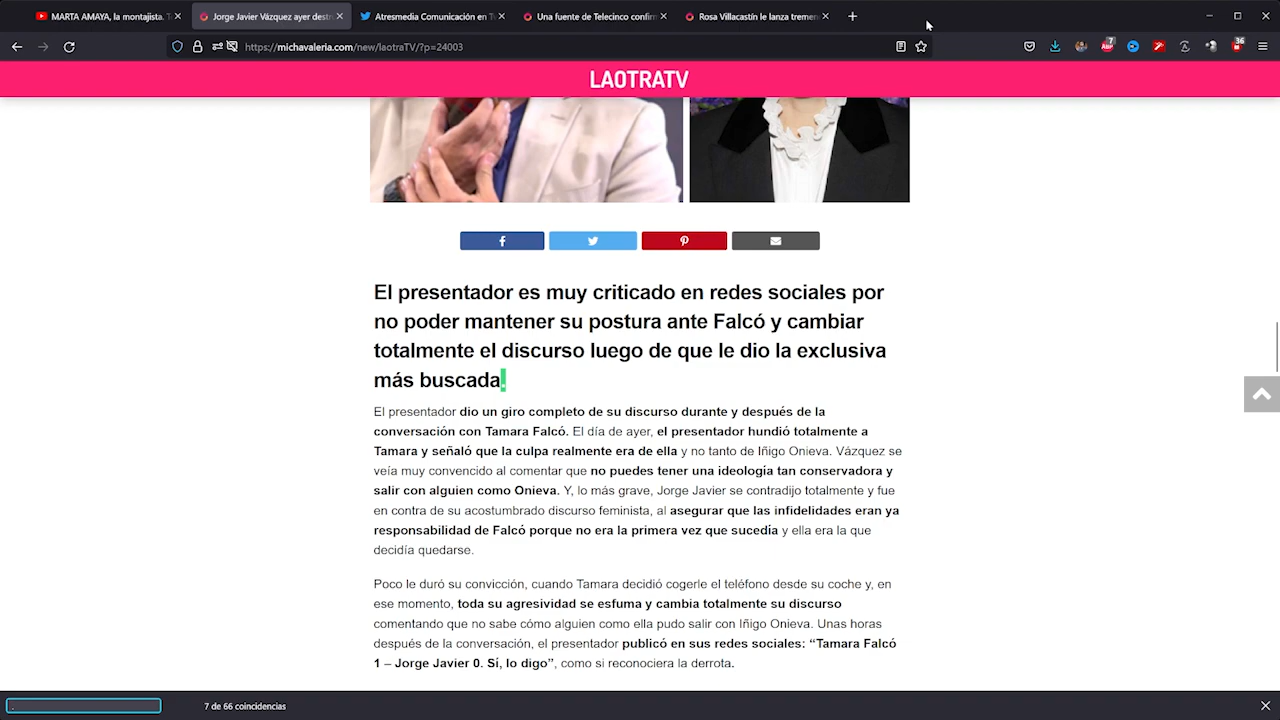 MARTA AMAYA, la montajista. T
Jorge Javier Vázquez ayer destr
Atresmedia Comunicación en T
Una fuente de Telecinco confirm
Rosa Villacastín le lanza tremen
https://michavaleria.com/new/laotraTV/?p=24003
7
36
LAOTRATV
El presentador es muy criticado en redes sociales por
no poder mantener su postura ante Falcó y cambiar
totalmente el discurso luego de que le dio la exclusiva
más buscada.
El presentador dio un giro completo de su discurso durante y después de la
conversación con Tamara Falcó. El día de ayer, el presentador hundió totalmente a
Tamara y señaló que la culpa realmente era de ella y no tanto de Iñigo Onieva. Vázquez se
veía muy convencido al comentar que no puedes tener una ideología tan conservadora y
salir con alguien como Onieva. Y, lo más grave, Jorge Javier se contradijo totalmente y fue
en contra de su acostumbrado discurso feminista, al asegurar que las infidelidades eran ya
responsabilidad de Falcó porque no era la primera vez que sucedía y ella era la que
decidía quedarse.
Poco le duró su convicción, cuando Tamara decidió cogerle el teléfono desde su coche y, en
ese momento, toda su agresividad se esfuma y cambia totalmente su discurso
comentando que no sabe cómo alguien como ella pudo salir con Iñigo Onieva. Unas horas
después de la conversación, el presentador publicó en sus redes sociales: “Tamara Falcó
1 – Jorge Javier 0. Sí, lo digo”, como si reconociera la derrota.
.
7 de 66 coincidencias